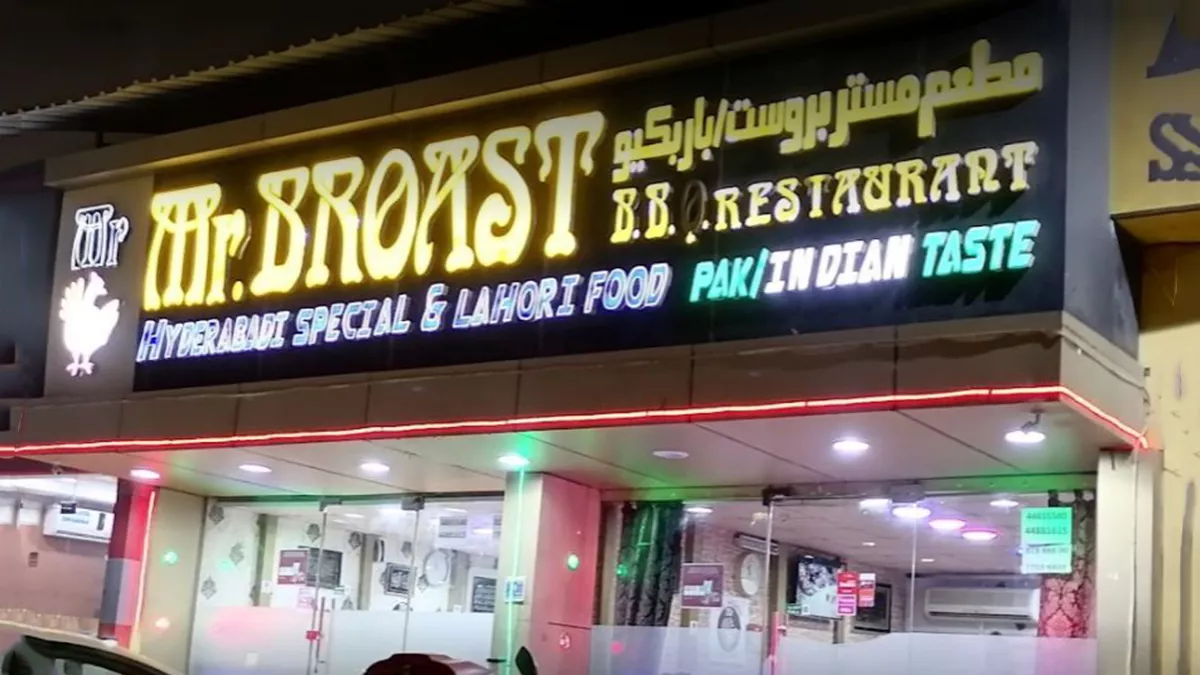 Mr
Mr. BROAST
مطعم مستر بروست/باربكيو
B.B.Q. RESTAURANT
HYDERABADI SPECIAL & LAHORI FOOD
PAK/INDIAN TASTE